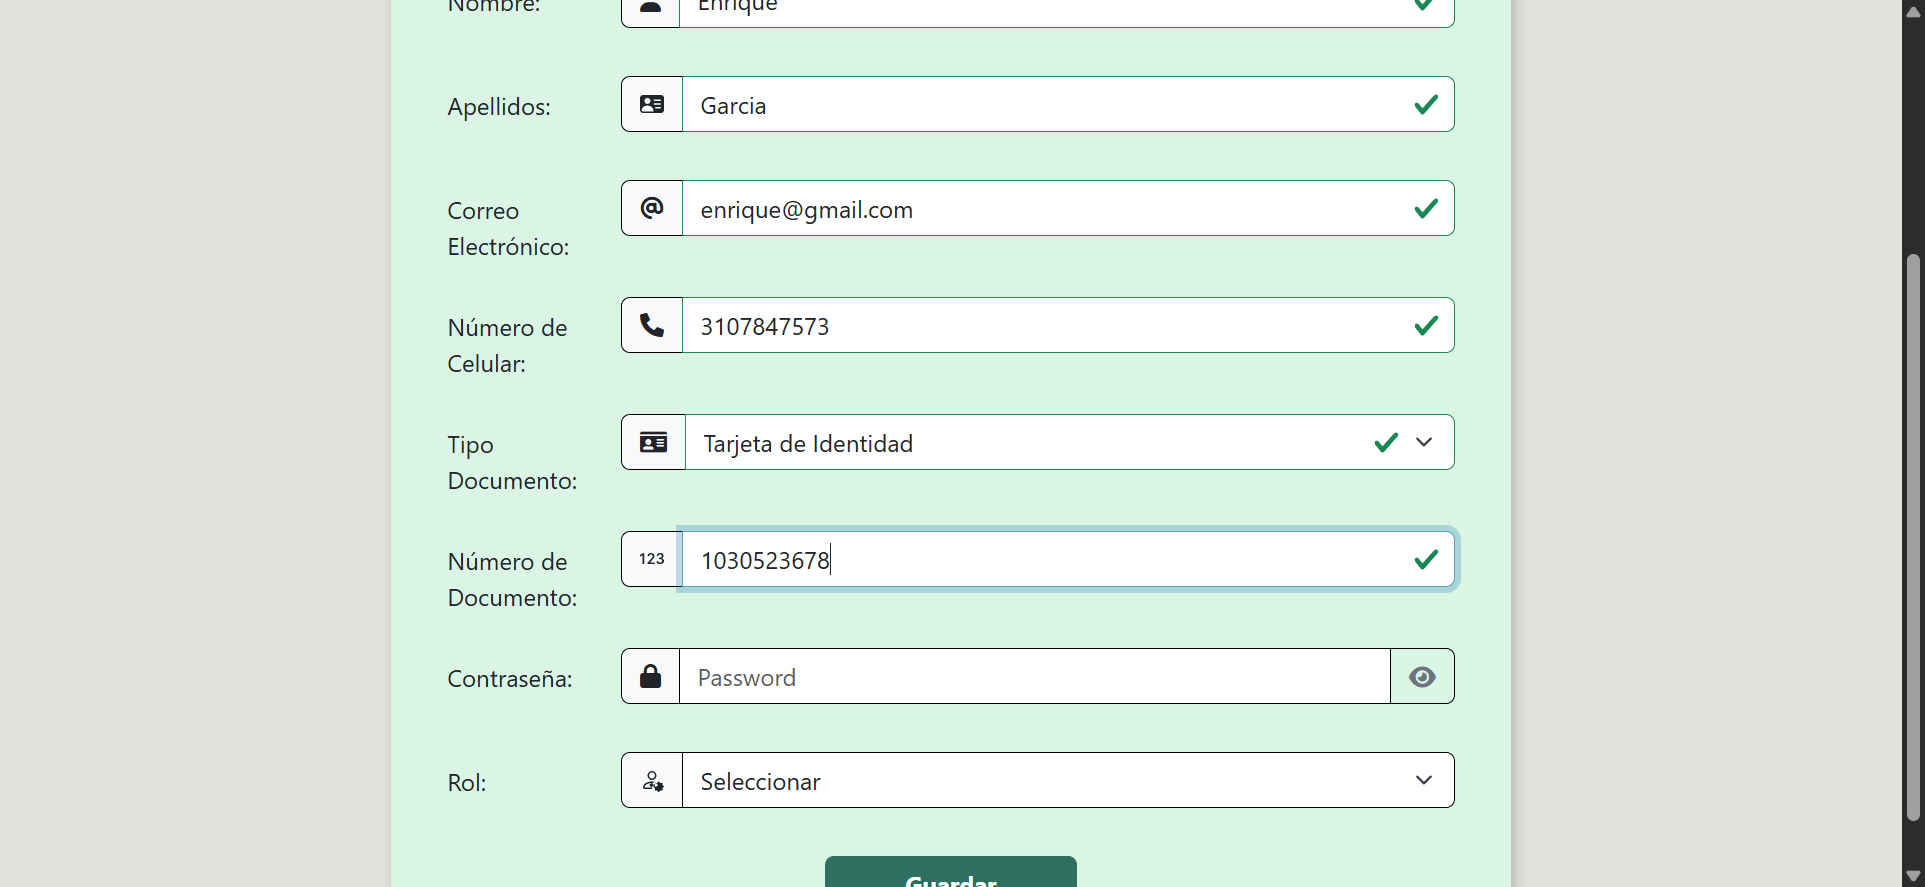 Nombre: Enrique
Apellidos: Garcia
Correo Electrónico: enrique@gmail.com
Número de Celular: 3107847573
Tipo Documento: Tarjeta de Identidad
Número de Documento: 123 1030523678
Contraseña: Password
Rol: Seleccionar
Guardar